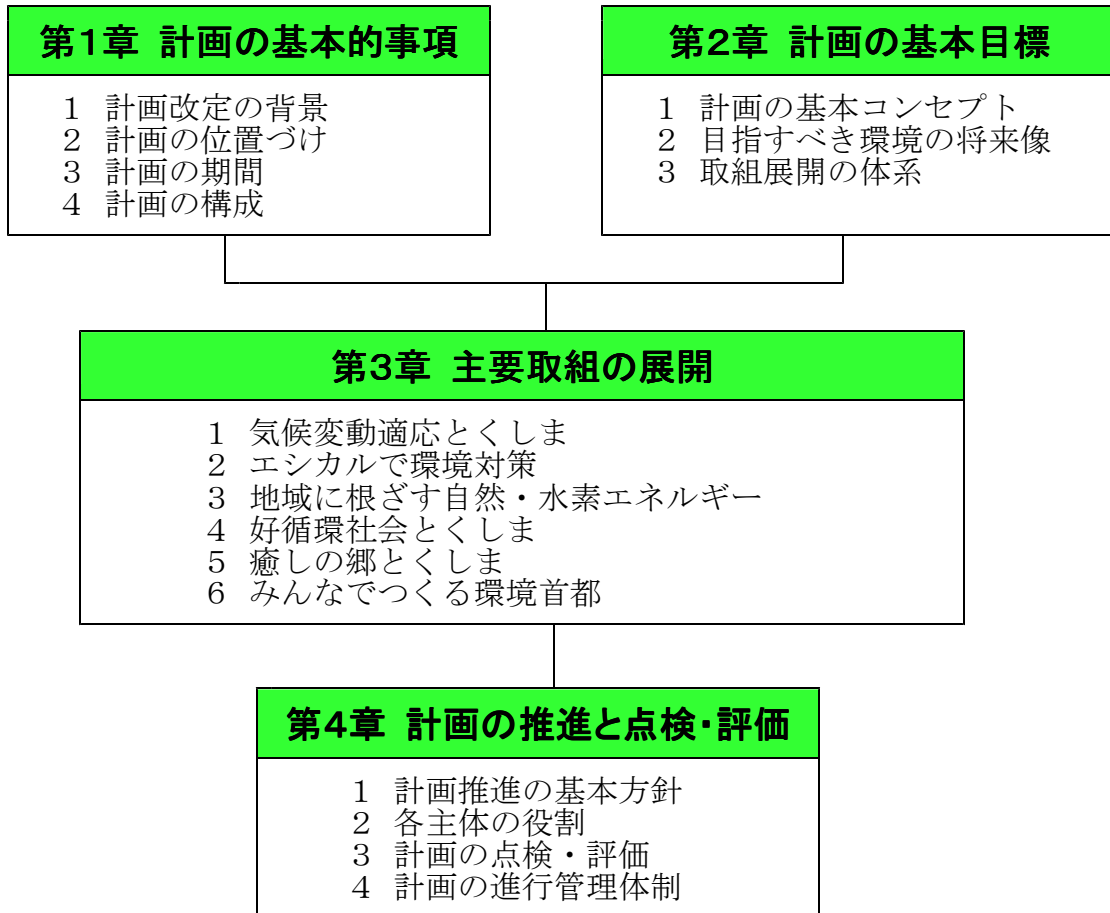 第1章 計画の基本的事項
１ 計画改定の背景
２ 計画の位置づけ
３ 計画の期間
４ 計画の構成
第2章 計画の基本目標
１ 計画の基本コンセプト
２ 目指すべき環境の将来像
３ 取組展開の体系
第3章 主要取組の展開
１ 気候変動適応とくしま
２ エシカルで環境対策
３ 地域に根ざす自然・水素エネルギー
４ 好循環社会とくしま
５ 癒しの郷とくしま
６ みんなでつくる環境首都
第4章 計画の推進と点検・評価
１ 計画推進の基本方針
２ 各主体の役割
３ 計画の点検・評価
４ 計画の進行管理体制